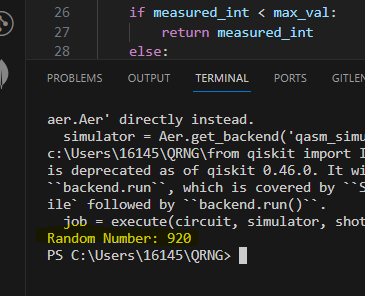 26 if measured_int < max_val:
27 return measured_int
28 else:
PROBLEMS OUTPUT TERMINAL PORTS GITLEN
aer.Aer' directly instead.
simulator = Aer.get_backend('qasm_simu
c:\Users\16145\QRNG\from qiskit import I
is deprecated as of qiskit 0.46.0. It wi
``backend.run``, which is covered by ``S
ile` followed by ``backend.run()``.
job = execute(circuit, simulator, shot
Random Number: 920
PS C:\Users\16145\QRNG>